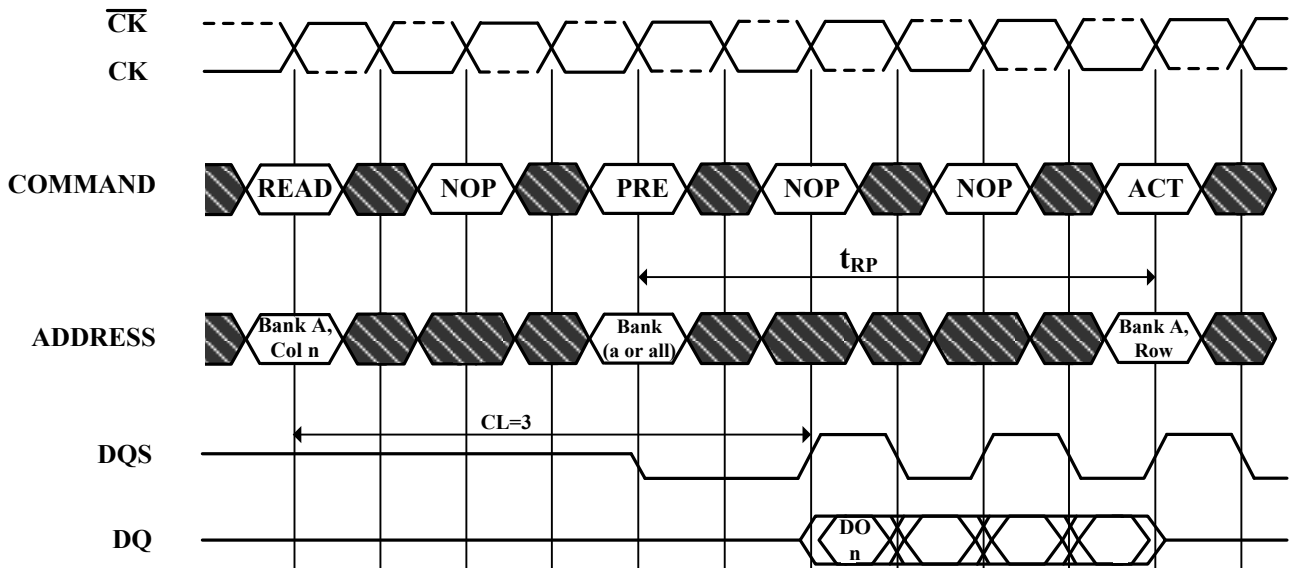 CK
CK
COMMAND
READ
NOP
PRE
NOP
NOP
ACT
tRP
ADDRESS
Bank A,
Col n
Bank
(a or all)
Bank A,
Row
CL=3
DQS
DQ
DO
n